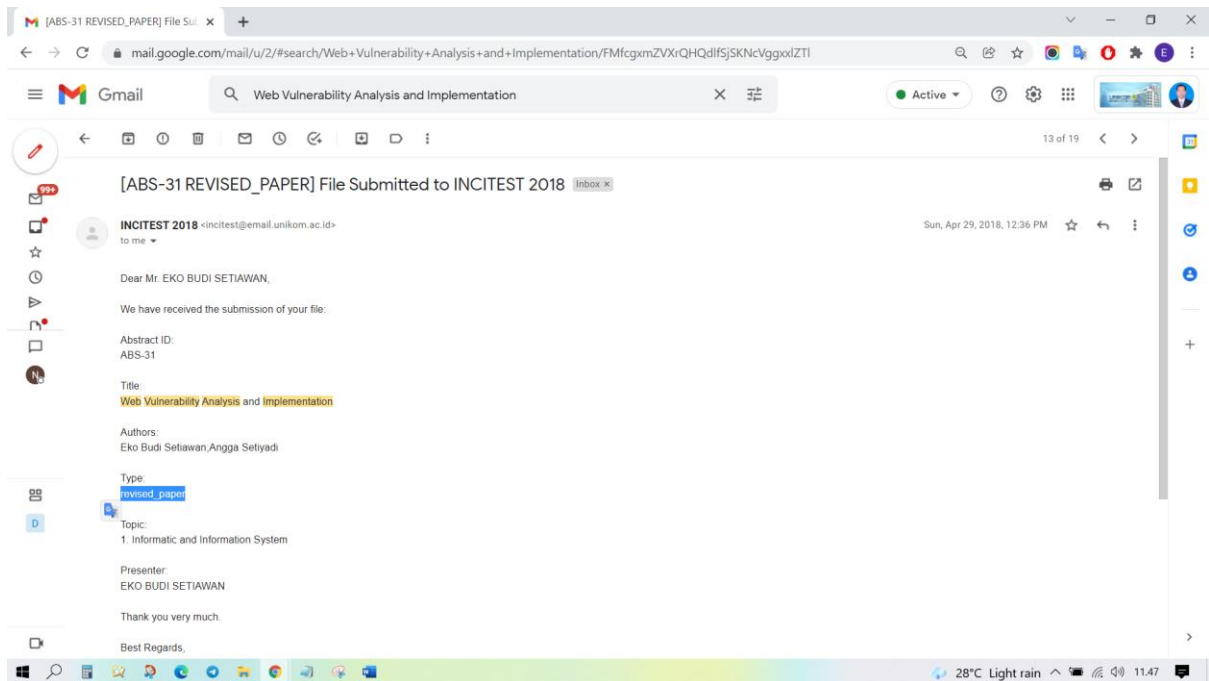 [ABS-31 REVISED_PAPER] File Sub
mail.google.com/mail/u/2/#search/Web+Vulnerability+Analysis+and+Implementation/FMfcgxmZVXrQHQdlfSjSKNcVggxxlZTl
E
Gmail
Web Vulnerability Analysis and Implementation
Active
13 of 19
31
99+
[ABS-31 REVISED_PAPER] File Submitted to INCITEST 2018 Inbox ×
INCITEST 2018 <incitest@email.unikom.ac.id>
Sun, Apr 29, 2018, 12:36 PM
to me
Dear Mr. EKO BUDI SETIAWAN,
We have received the submission of your file:
Abstract ID:
ABS-31
N
Title:
Web Vulnerability Analysis and Implementation
Authors:
Eko Budi Setiawan;Angga Setiyadi
Type:
revised_paper
D
Topic:
1. Informatic and Information System
Presenter:
EKO BUDI SETIAWAN
Thank you very much.
Best Regards,
28°C Light rain
11.47